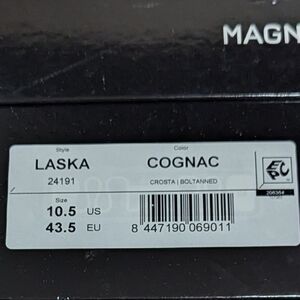 MAGN
Style
LASKA
24191
Color
COGNAC
CROSTA | BOLTANNED
Size
10.5 US
43.5 EU
8 447190 069011